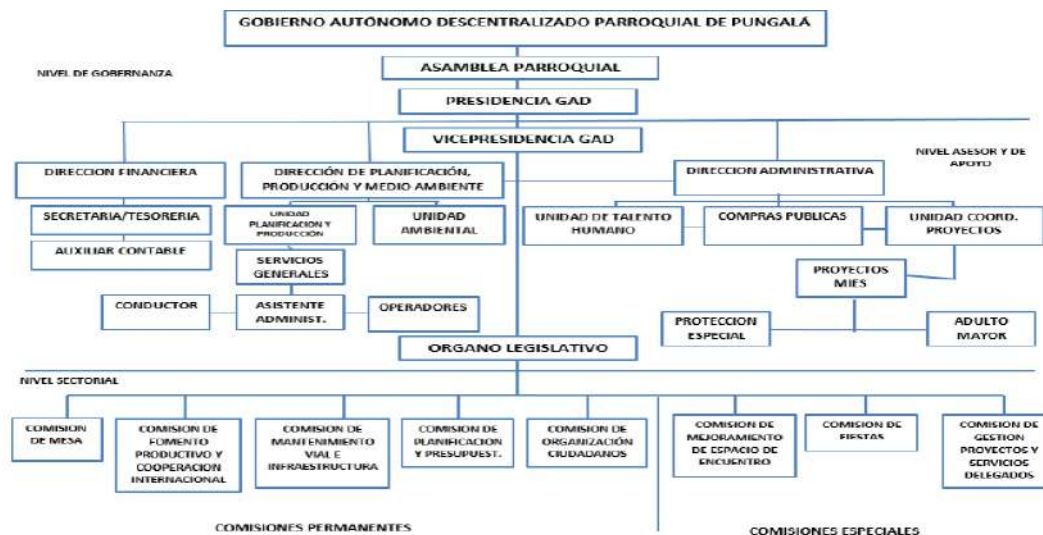 GOBIERNO AUTÓNOMO DESCENTRALIZADO PARROQUIAL DE PUNGALÁ
ASAMBLEA PARROQUIAL
NIVEL DE GOBERNANZA
PRESIDENCIA GAD
VICEPRESIDENCIA GAD
NIVEL ASESOR Y DE
APOYO
DIRECCION FINANCIERA
DIRECCIÓN DE PLANIFICACIÓN,
PRODUCCIÓN Y MEDIO AMBIENTE
DIRECCION ADMINISTRATIVA
SECRETARIA/TESORERIA
AUXILIAR CONTABLE
UNIDAD
PLANIFICACION Y
PRODUCCIÓN
UNIDAD
AMBIENTAL
UNIDAD DE TALENTO
HUMANO
COMPRAS PUBLICAS
UNIDAD COORD.
PROYECTOS
SERVICIOS
GENERALES
PROYECTOS
MIES
CONDUCTOR
ASISTENTE
ADMINIST.
OPERADORES
PROTECCION
ESPECIAL
ADULTO
MAYOR
ORGANO LEGISLATIVO
NIVEL SECTORIAL
COMISION
DE MESA
COMISION DE
FOMENTO
PRODUCTIVO Y
COOPERACION
INTERNACIONAL
COMISION DE
MANTENIMIENTO
VIAL E
INFRAESTRUCTURA
COMISION DE
PLANIFICACION
Y PRESUPUEST.
COMISION DE
ORGANIZACIÓN
CIUDADANOS
COMISION DE
MEJORAMIENTO
DE ESPACIO DE
ENCUENTRO
COMISION DE
FIESTAS
COMISION DE
GESTION
PROYECTOS Y
SERVICIOS
DELEGADOS
COMISIONES PERMANENTES
COMISIONES ESPECIALES